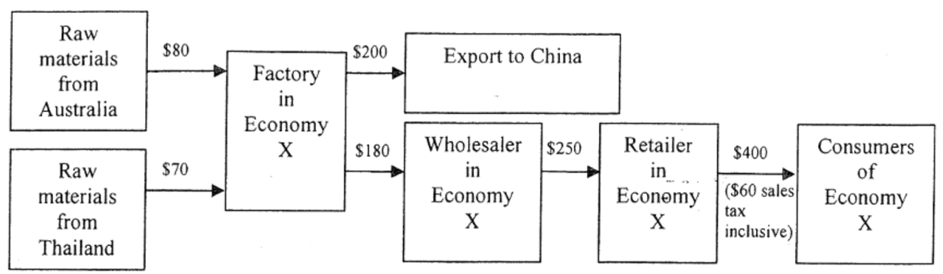 Raw
materials
from
Australia
$80
Raw
materials
from
Thailand
$70
Factory
in
Economy
X
$200
Export to China
$180
Wholesaler
in
Economy
X
$250
Retailer
in
Economy
X
$400
($60 sales
tax
inclusive)
Consumers
of
Economy
X